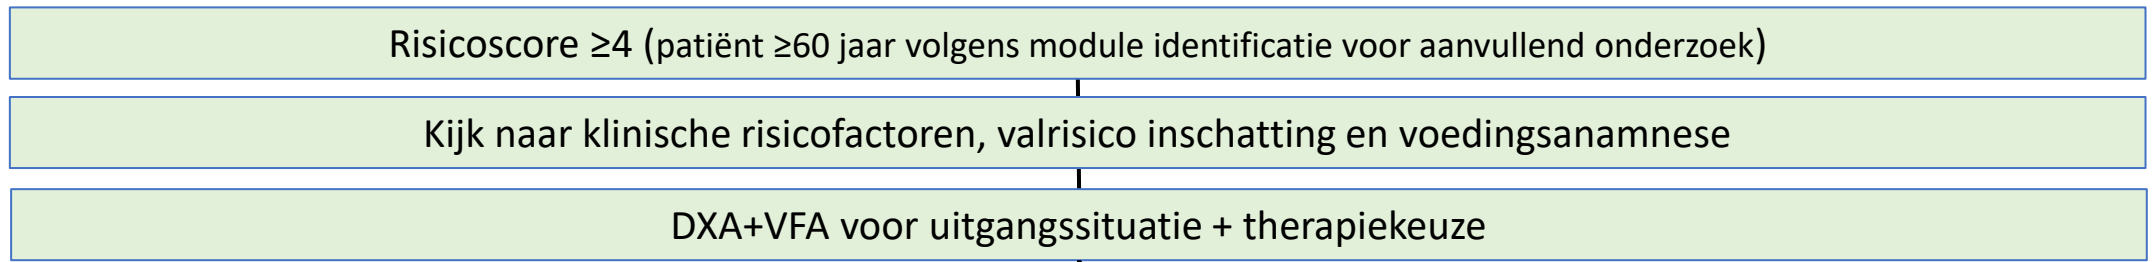 Risicoscore ≥4 (patiënt ≥60 jaar volgens module identificatie voor aanvullend onderzoek)
Kijk naar klinische risicofactoren, valrisico inschatting en voedingsanamnese
DXA+VFA voor uitgangssituatie + therapiekeuze